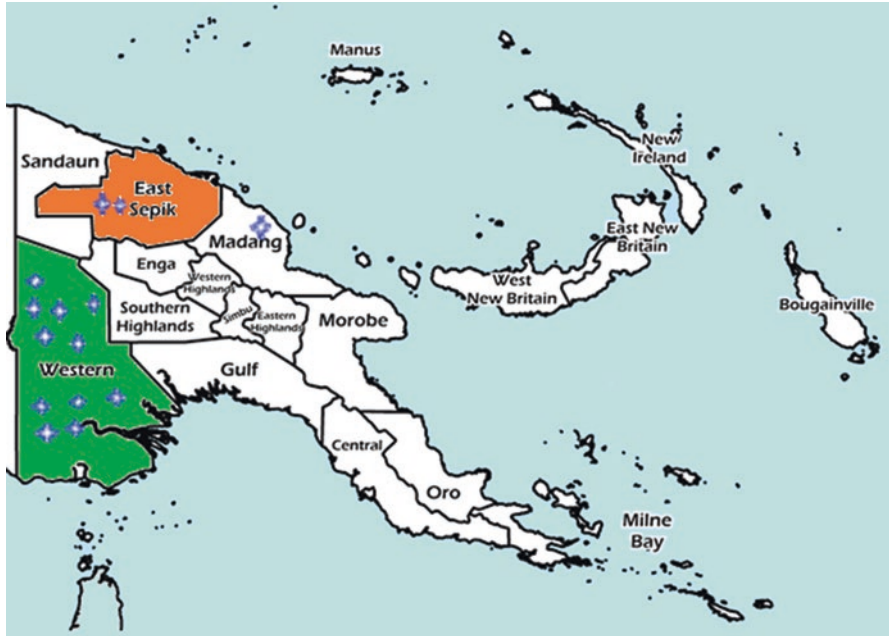 Manus
New
Ireland
Sandaun
East
Sepik
East New
Britain
Madang
Enga
Western
Highlands
West
New Britain
Southern
Highlands
Simbu
Eastern
Highlands
Morobe
Bougainville
Western
Gulf
Central
Oro
Milne
Bay